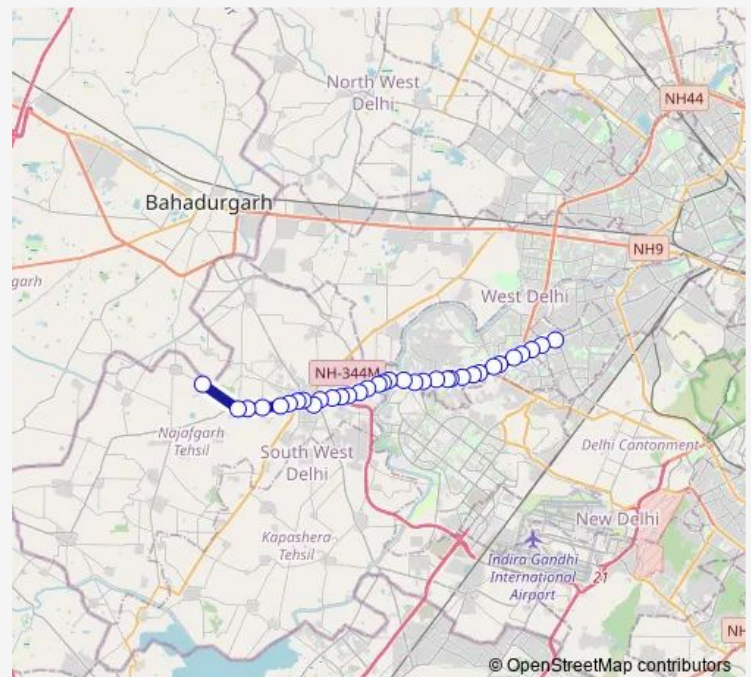 North West
Delhi
NH44
Bahadurgarh
NH9
garh
West Delhi
NH-344M
Najafgarh
Tehsil
South West
Delhi
Delhi Cantonment
Kapashera
Tehsil
New Delhi
Indira Gandhi
International
Airport
21
NH
© OpenStreetMap contributors